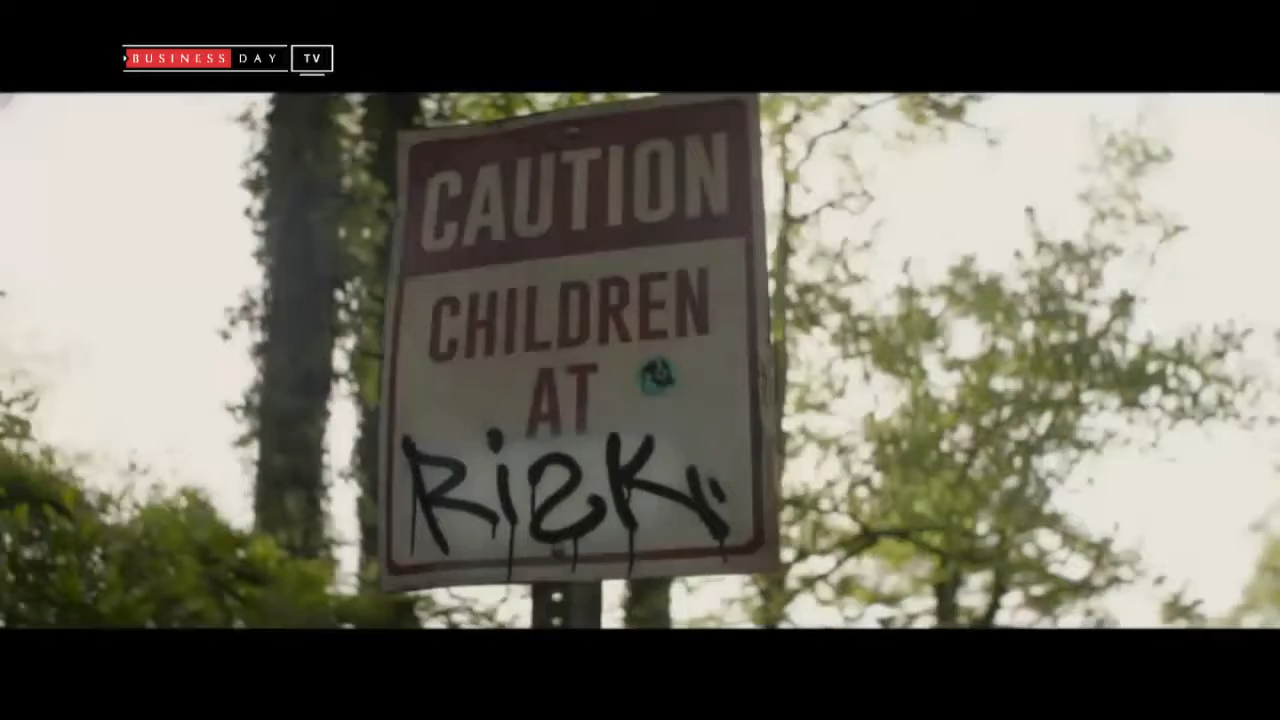 BUSINESS DAY TV
CAUTION
CHILDREN
AT
RiSK